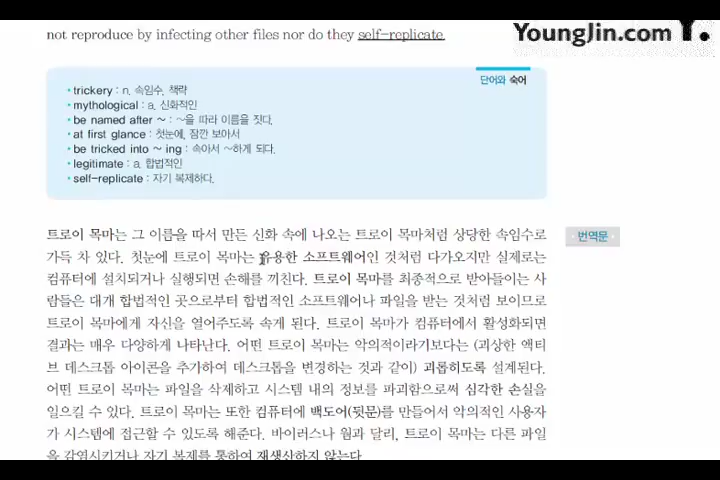 not reproduce by infecting other files nor do they self-replicate.
YoungJin.com Y.
단어와 숙어
• trickery : n. 속임수, 책략
• mythological : a. 신화적인
• be named after ~ : ~을 따라 이름을 짓다.
• at first glance : 첫눈에, 잠깐 보아서
• be tricked into ~ ing : 속아서 ~하게 되다.
• legitimate : a. 합법적인
• self-replicate : 자기 복제하다.
트로이 목마는 그 이름을 따서 만든 신화 속에 나오는 트로이 목마처럼 상당한 속임수로
· 번역문 ·
가득 차 있다. 첫눈에 트로이 목마는 유용한 소프트웨어인 것처럼 다가오지만 실제로는
컴퓨터에 설치되거나 실행되면 손해를 끼친다. 트로이 목마를 최종적으로 받아들이는 사
람들은 대개 합법적인 곳으로부터 합법적인 소프트웨어나 파일을 받는 것처럼 보이므로
트로이 목마에게 자신을 열어주도록 속게 된다. 트로이 목마가 컴퓨터에서 활성화되면
결과는 매우 다양하게 나타난다. 어떤 트로이 목마는 악의적이라기보다는 (괴상한 액티
브 데스크톱 아이콘을 추가하여 데스크톱을 변경하는 것과 같이) 괴롭히도록 설계된다.
어떤 트로이 목마는 파일을 삭제하고 시스템 내의 정보를 파괴함으로써 심각한 손실을
일으킬 수 있다. 트로이 목마는 또한 컴퓨터에 백도어(뒷문)를 만들어서 악의적인 사용자
가 시스템에 접근할 수 있도록 해준다. 바이러스나 웜과 달리, 트로이 목마는 다른 파일
을 감염시키거나 자기 복제를 통하여 재생산하지 않는다.